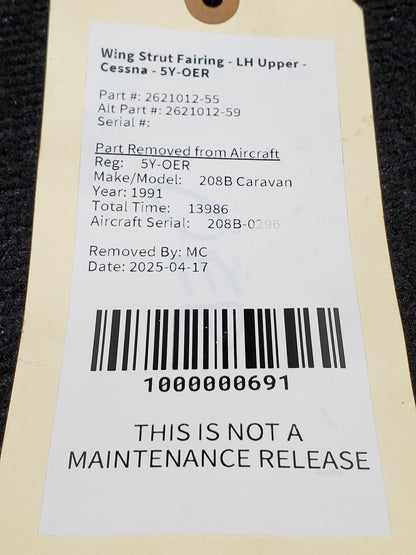 Wing Strut Fairing - LH Upper -
Cessna - 5Y-OER
Part #: 2621012-55
Alt Part #: 2621012-59
Serial #:
Part Removed from Aircraft
Reg: 5Y-OER
Make/Model: 208B Caravan
Year: 1991
Total Time: 13986
Aircraft Serial: 208B-0296
Removed By: MC
Date: 2025-04-17
1000000691
THIS IS NOT A
MAINTENANCE RELEASE